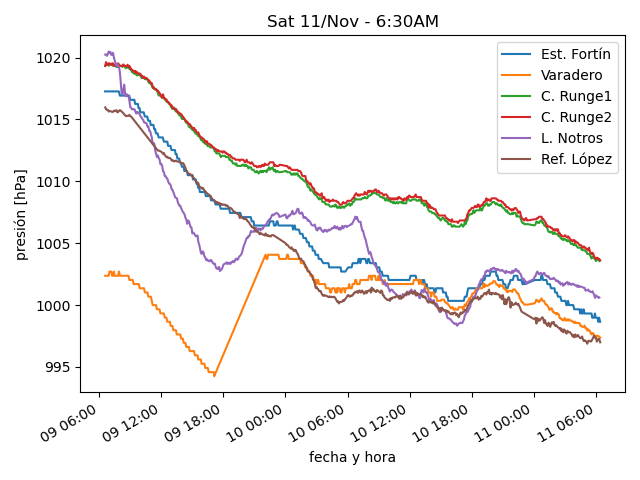 Sat 11/Nov - 6:30AM
Est. Fortín
Varadero
C. Runge1
C. Runge2
L. Notros
Ref. López
presión [hPa]
1020
1015
1010
1005
1000
995
09 06:00
09 12:00
09 18:00
10 00:00
10 06:00
10 12:00
10 18:00
11 00:00
11 06:00
fecha y hora